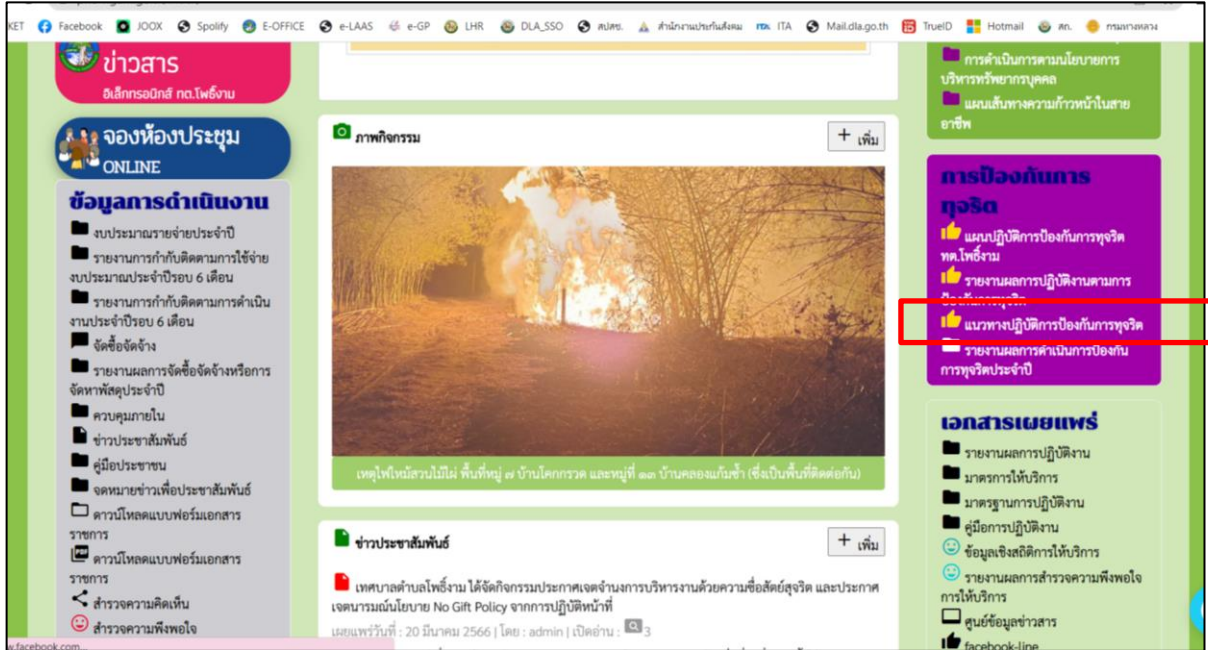 KET Facebook JOOX Spolify E-OFFICE e-LAAS e-GP LHR DLA_SSO สปสช. สำนักงานประกันสังคม ITA ITA Mail.dla.go.th TrueID Hotmail สถ. กรมทางหลวง
ข่าวสาร
อิเล็กทรอนิกส์ ทต.โพธิ์งาม
จองห้องประชุม
ONLINE
ข้อมูลการดำเนินงาน
งบประมาณรายจ่ายประจำปี
รายงานการกำกับติดตามการใช้จ่าย
งบประมาณประจำปีรอบ 6 เดือน
รายงานการกำกับติดตามการดำเนิน
งานประจำปีรอบ 6 เดือน
จัดซื้อจัดจ้าง
รายงานผลการจัดซื้อจัดจ้างหรือการ
จัดหาพัสดุประจำปี
ควบคุมภายใน
ข่าวประชาสัมพันธ์
คู่มือประชาชน
จดหมายข่าวเพื่อประชาสัมพันธ์
ดาวน์โหลดแบบฟอร์มเอกสาร
ราชการ
PDF ดาวน์โหลดแบบฟอร์มเอกสาร
ราชการ
สำรวจความคิดเห็น
สำรวจความพึงพอใจ
ภาพกิจกรรม
+ เพิ่ม
เหตุไฟไหม้สวนไม้ไผ่ พื้นที่หมู่ ๗ บ้านโคกกรวด และหมู่ที่ ๑๓ บ้านคลองแก้มช้ำ (ซึ่งเป็นพื้นที่ติดต่อกัน)
ข่าวประชาสัมพันธ์
+ เพิ่ม
เทศบาลตำบลโพธิ์งาม ได้จัดกิจกรรมประกาศเจตจำนงการบริหารงานด้วยความซื่อสัตย์สุจริต และประกาศ
เจตนารมณ์นโยบาย No Gift Policy จากการปฏิบัติหน้าที่
เผยแพร่วันที่ : 20 มีนาคม 2566 | โดย : admin | เปิดอ่าน : 3
การดำเนินการตามนโยบายการ
บริหารทรัพยากรบุคคล
แผนเส้นทางความก้าวหน้าในสาย
อาชีพ
การป้องกันการ
ทุจริต
แผนปฏิบัติการป้องกันการทุจริต
ทต.โพธิ์งาม
รายงานผลการปฏิบัติงานตามการ
ป้องกันการทุจริต
แนวทางปฏิบัติการป้องกันการทุจริต
รายงานผลการดำเนินการป้องกัน
การทุจริตประจำปี
เอกสารเผยแพร่
รายงานผลการปฏิบัติงาน
มาตรการให้บริการ
มาตรฐานการปฏิบัติงาน
คู่มือการปฏิบัติงาน
ข้อมูลเชิงสถิติการให้บริการ
รายงานผลการสำรวจความพึงพอใจ
การให้บริการ
ศูนย์ข้อมูลข่าวสาร
facebook-line